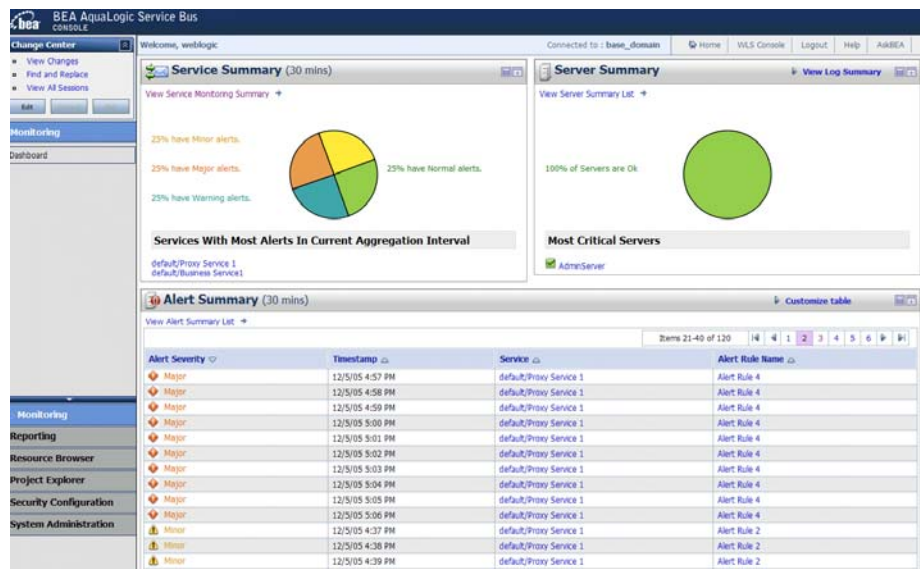 bea BEA AquaLogic Service Bus
CONSOLE
Change Center
View Changes
Find and Replace
View All Sessions
Edit
Monitoring
Dashboard
Monitoring
Reporting
Resource Browser
Project Explorer
Security Configuration
System Administration
Welcome, weblogic
Connected to : base_domain
Home
WLS Console
Logout
Help
AskBEA
Service Summary (30 mins)
View Service Monitoring Summary
25% have Minor alerts.
25% have Major alerts.
25% have Warning alerts.
25% have Normal alerts.
Services With Most Alerts In Current Aggregation Interval
default/Proxy Service 1
default/Business Service1
Server Summary
View Log Summary
View Server Summary List
100% of Servers are Ok
Most Critical Servers
AdminServer
Alert Summary (30 mins)
Customize table
View Alert Summary List
Items 21-40 of 120 1 2 3 4 5 6
Alert Severity Timestamp Service Alert Rule Name
Major 12/5/05 4:57 PM default/Proxy Service 1 Alert Rule 4
Major 12/5/05 4:58 PM default/Proxy Service 1 Alert Rule 4
Major 12/5/05 4:59 PM default/Proxy Service 1 Alert Rule 4
Major 12/5/05 5:00 PM default/Proxy Service 1 Alert Rule 4
Major 12/5/05 5:01 PM default/Proxy Service 1 Alert Rule 4
Major 12/5/05 5:02 PM default/Proxy Service 1 Alert Rule 4
Major 12/5/05 5:03 PM default/Proxy Service 1 Alert Rule 4
Major 12/5/05 5:04 PM default/Proxy Service 1 Alert Rule 4
Major 12/5/05 5:05 PM default/Proxy Service 1 Alert Rule 4
Major 12/5/05 5:06 PM default/Proxy Service 1 Alert Rule 4
Minor 12/5/05 4:37 PM default/Proxy Service 1 Alert Rule 2
Minor 12/5/05 4:38 PM default/Proxy Service 1 Alert Rule 2
Minor 12/5/05 4:39 PM default/Proxy Service 1 Alert Rule 2